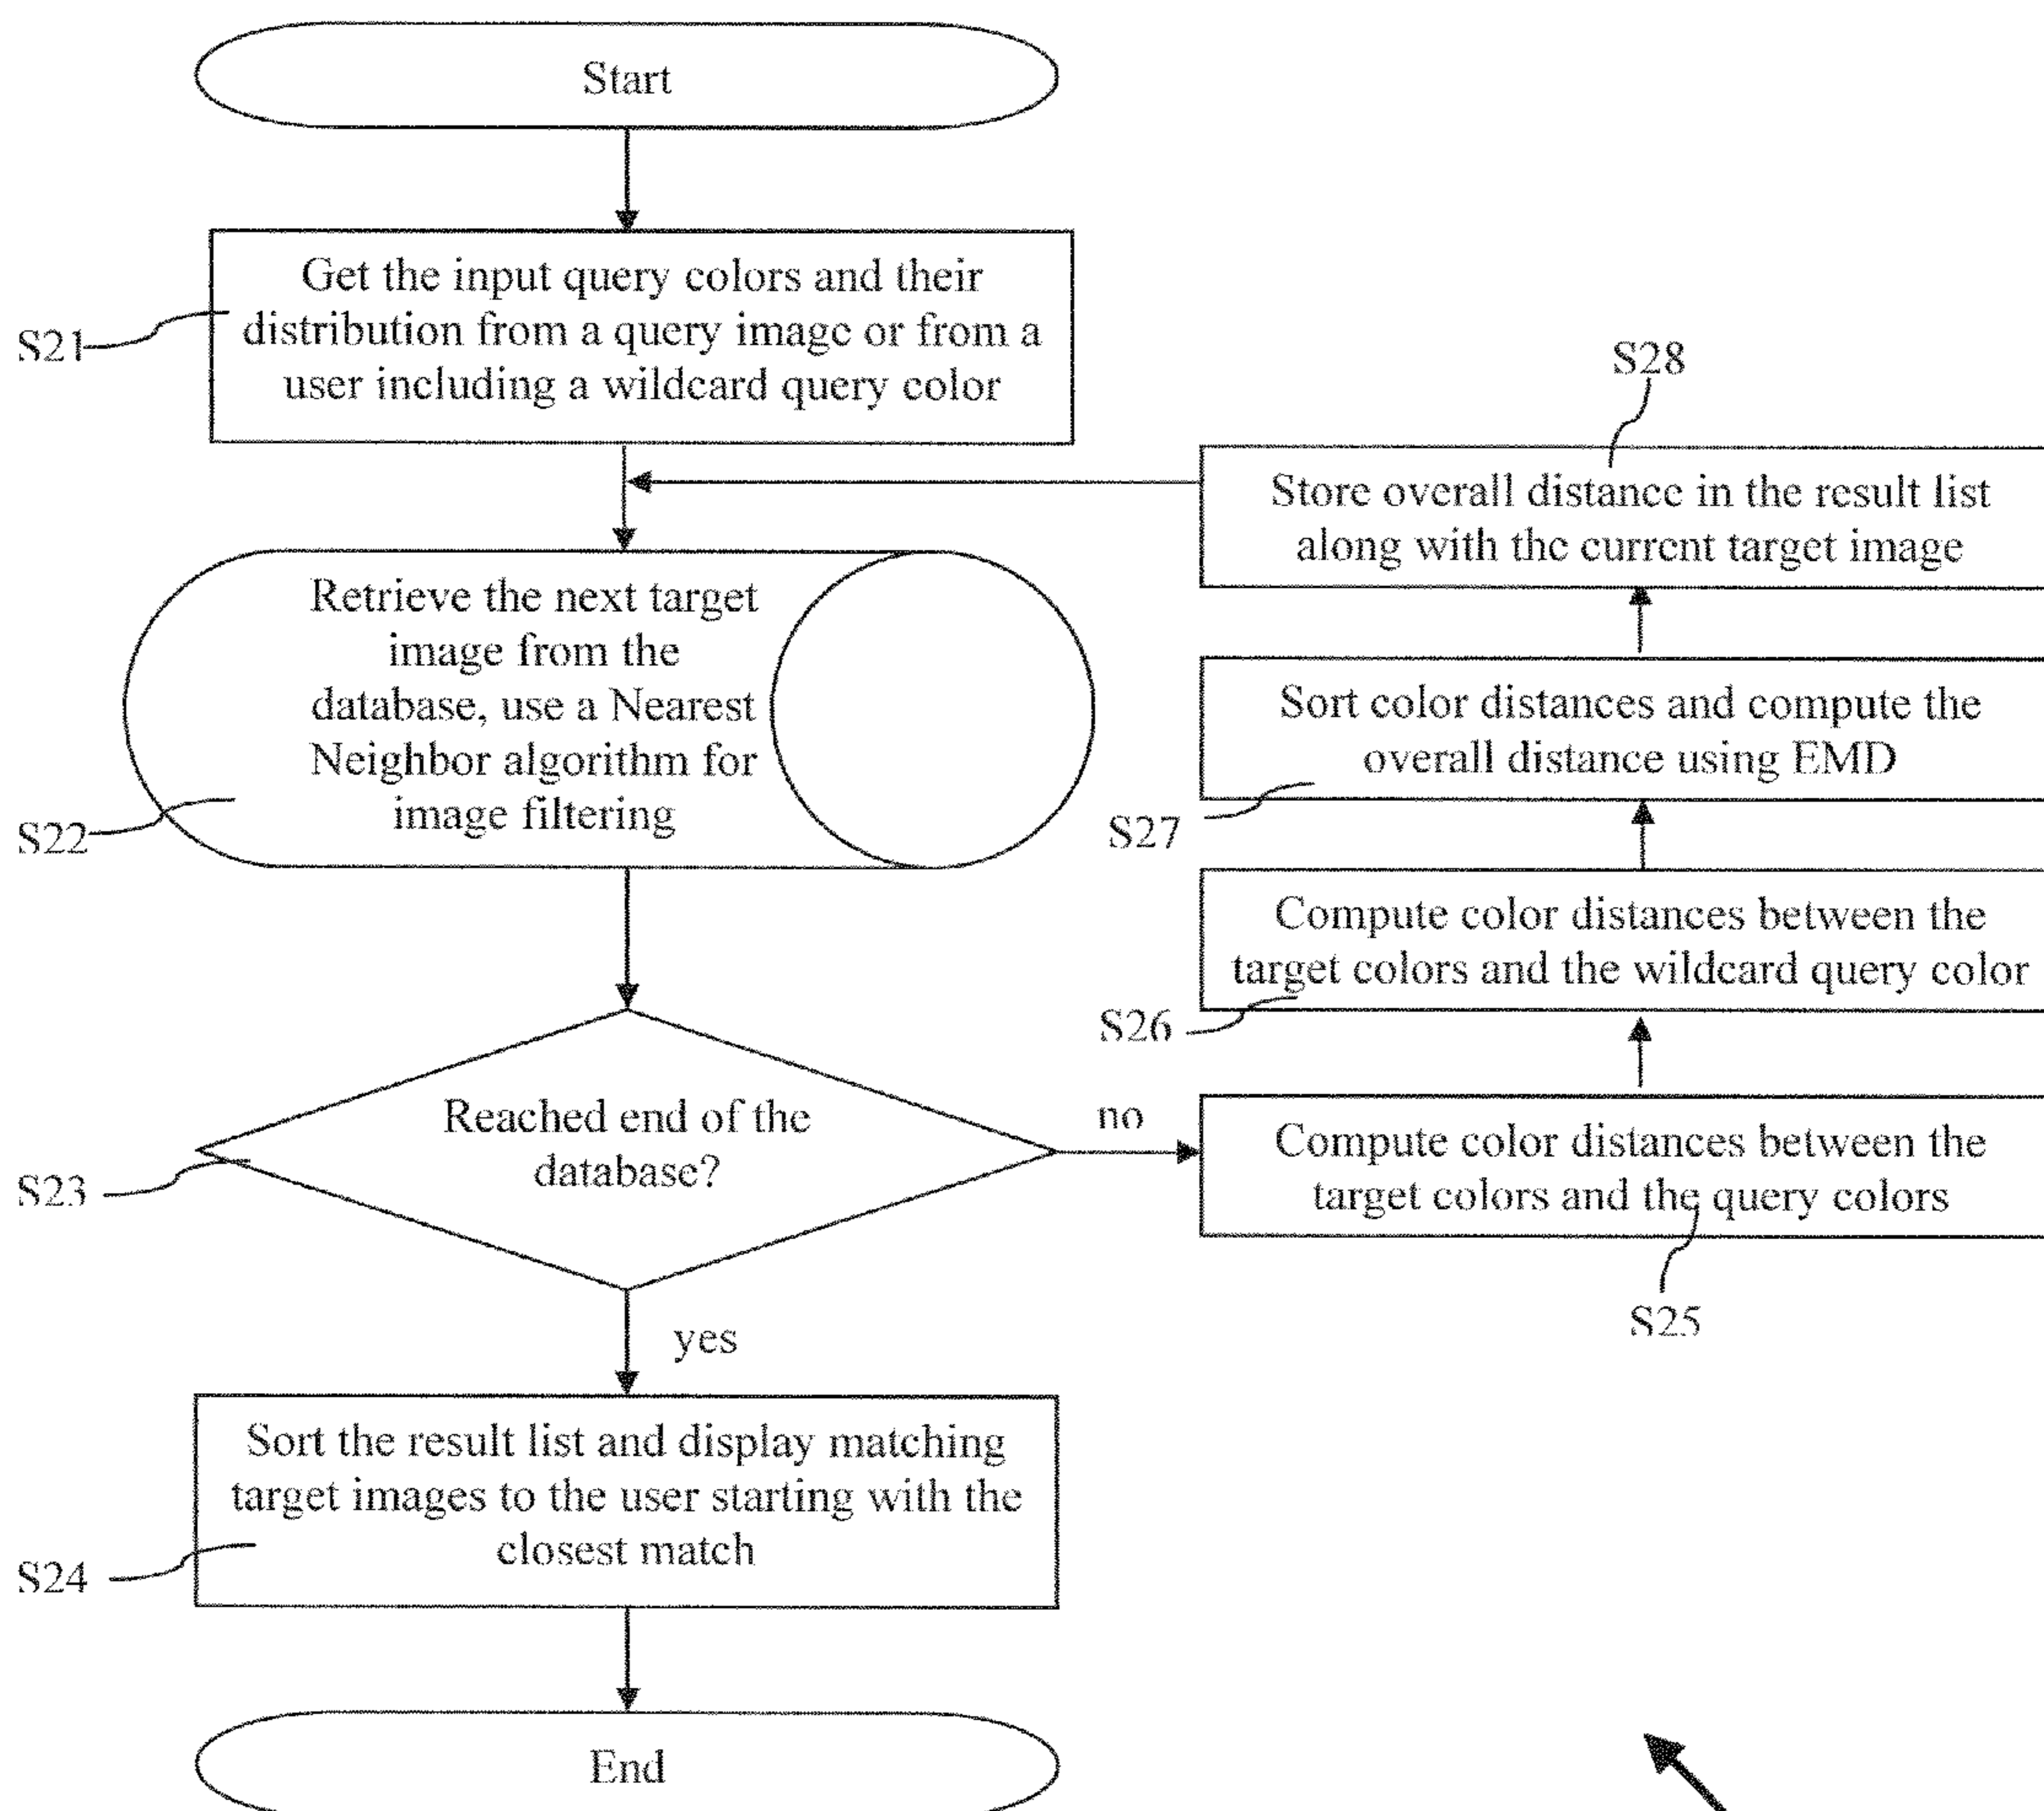 Start
S21
Get the input query colors and their
distribution from a query image or from a
user including a wildcard query color
S28
Store overall distance in the result list
along with the current target image
S22
Retrieve the next target
image from the
database, use a Nearest
Neighbor algorithm for
image filtering
S27
Sort color distances and compute the
overall distance using EMD
S26
Compute color distances between the
target colors and the wildcard query color
S23
Reached end of the
database?
no
Compute color distances between the
target colors and the query colors
S25
yes
S24
Sort the result list and display matching
target images to the user starting with the
closest match
End